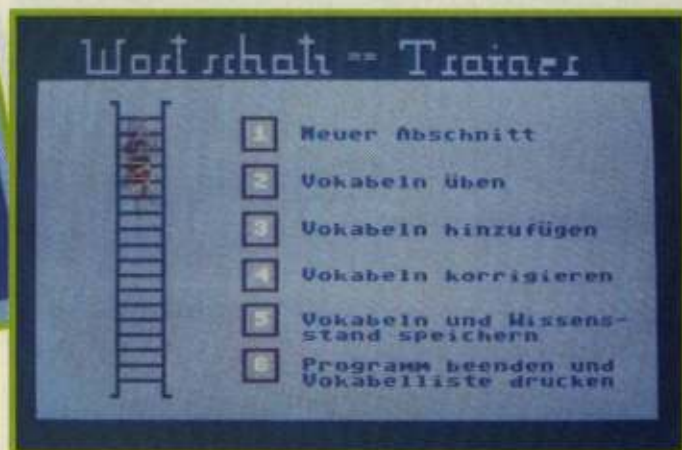 Wortschatz -- Trainer
1 Neuer Abschnitt
2 Vokabeln üben
3 Vokabeln hinzufügen
4 Vokabeln korrigieren
5 Vokabeln und Wissens-
stand speichern
6 Programm beenden und
Vokabelliste drucken